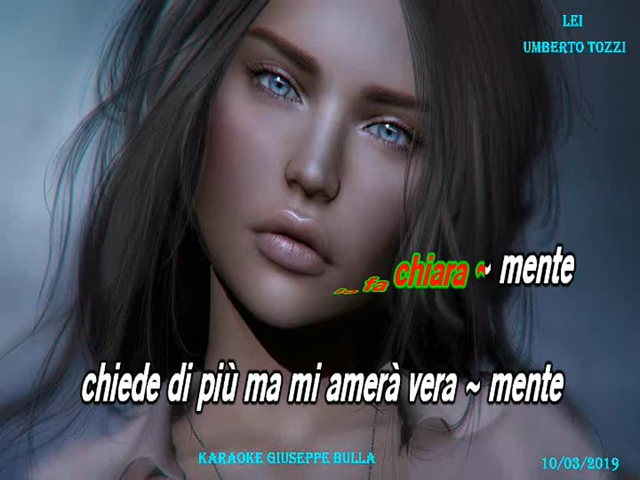 LEI
UMBERTO TOZZI
fa chiara ~ mente
chiede di più ma mi amerà vera ~ mente
KARAOKE GIUSEPPE BULLA
10/03/2019